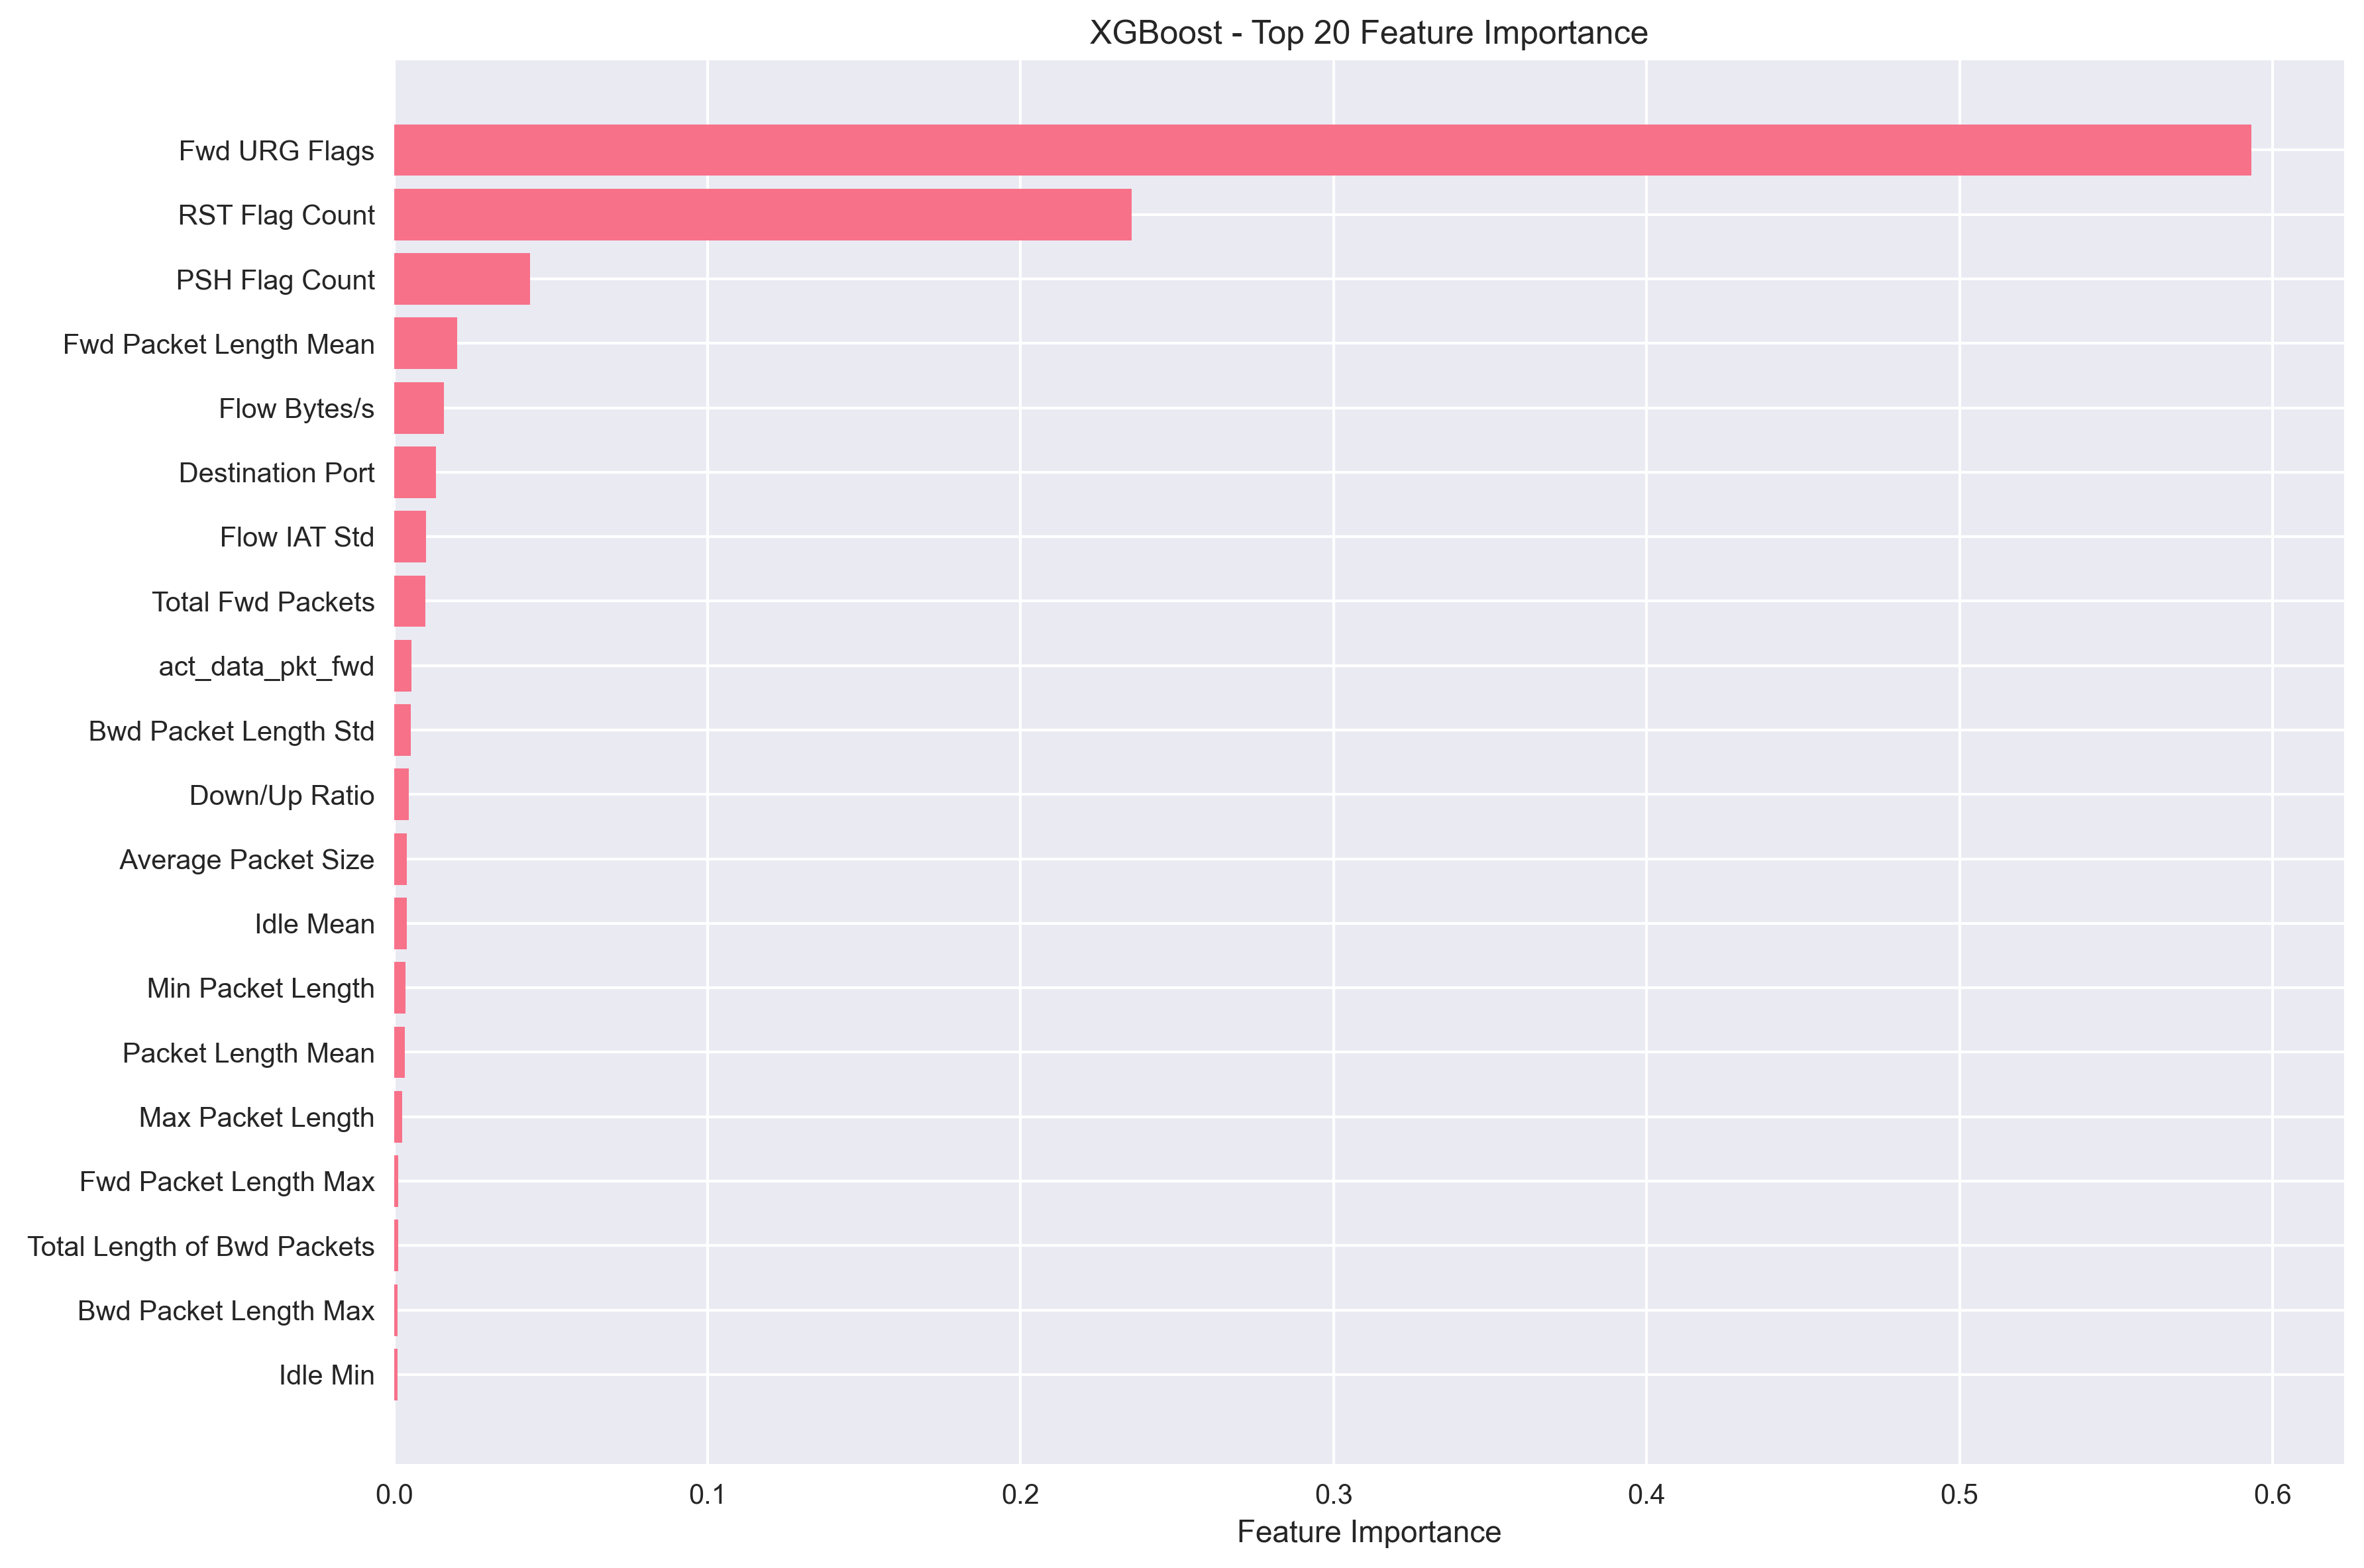 XGBoost - Top 20 Feature Importance
Fwd URG Flags
RST Flag Count
PSH Flag Count
Fwd Packet Length Mean
Flow Bytes/s
Destination Port
Flow IAT Std
Total Fwd Packets
act_data_pkt_fwd
Bwd Packet Length Std
Down/Up Ratio
Average Packet Size
Idle Mean
Min Packet Length
Packet Length Mean
Max Packet Length
Fwd Packet Length Max
Total Length of Bwd Packets
Bwd Packet Length Max
Idle Min
0.0 0.1 0.2 0.3 0.4 0.5 0.6
Feature Importance